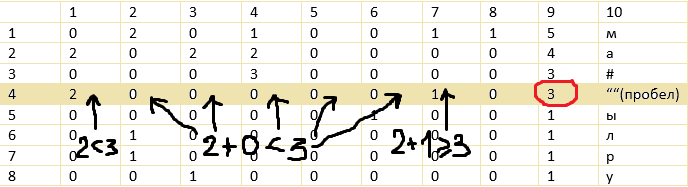 1 2 3 4 5 6 7 8 9 10
1 0 2 0 1 0 0 1 1 5 м
2 2 0 2 2 0 0 0 0 4 а
3 0 0 0 3 0 0 0 0 3 #
4 2 0 0 0 0 0 1 0 3 ““(пробел)
5 0 0 0 0 0 1 0 0 1 ы
6 0 1 0 0 0 0 0 0 1 л
2<3 2+0<3 2+1≥3
7 0 1 0 0 0 0 0 0 1 р
8 0 0 1 0 0 0 0 0 1 у